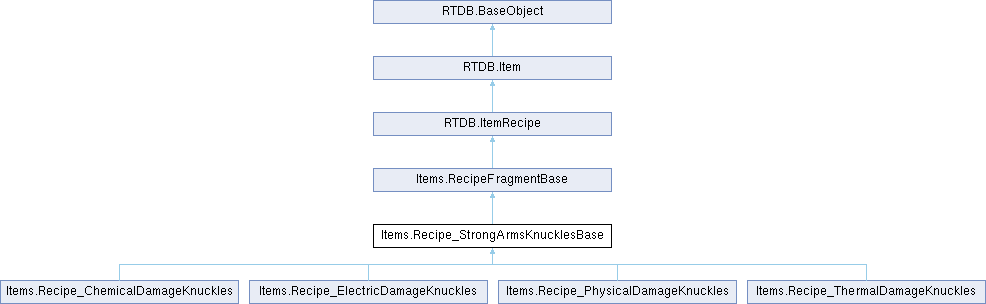 RTDB.BaseObject
RTDB.Item
RTDB.ItemRecipe
Items.RecipeFragmentBase
Items.Recipe_StrongArmsKnucklesBase
Items.Recipe_ChemicalDamageKnuckles Items.Recipe_ElectricDamageKnuckles Items.Recipe_PhysicalDamageKnuckles Items.Recipe_ThermalDamageKnuckles